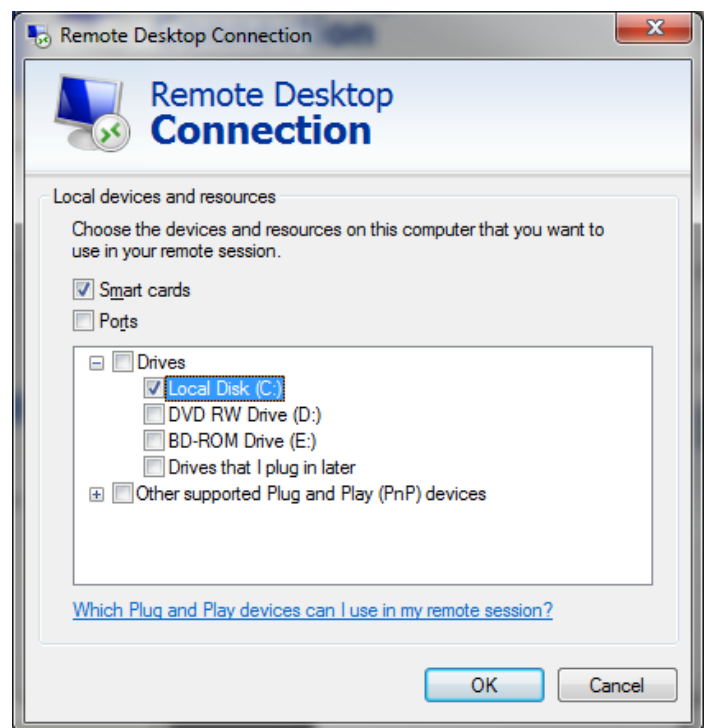 Remote Desktop Connection
Remote Desktop
Connection
Local devices and resources
Choose the devices and resources on this computer that you want to
use in your remote session.
Smart cards
Ports
Drives
Local Disk (C:)
DVD RW Drive (D:)
BD-ROM Drive (E:)
Drives that I plug in later
Other supported Plug and Play (PnP) devices
Which Plug and Play devices can I use in my remote session?
OK Cancel